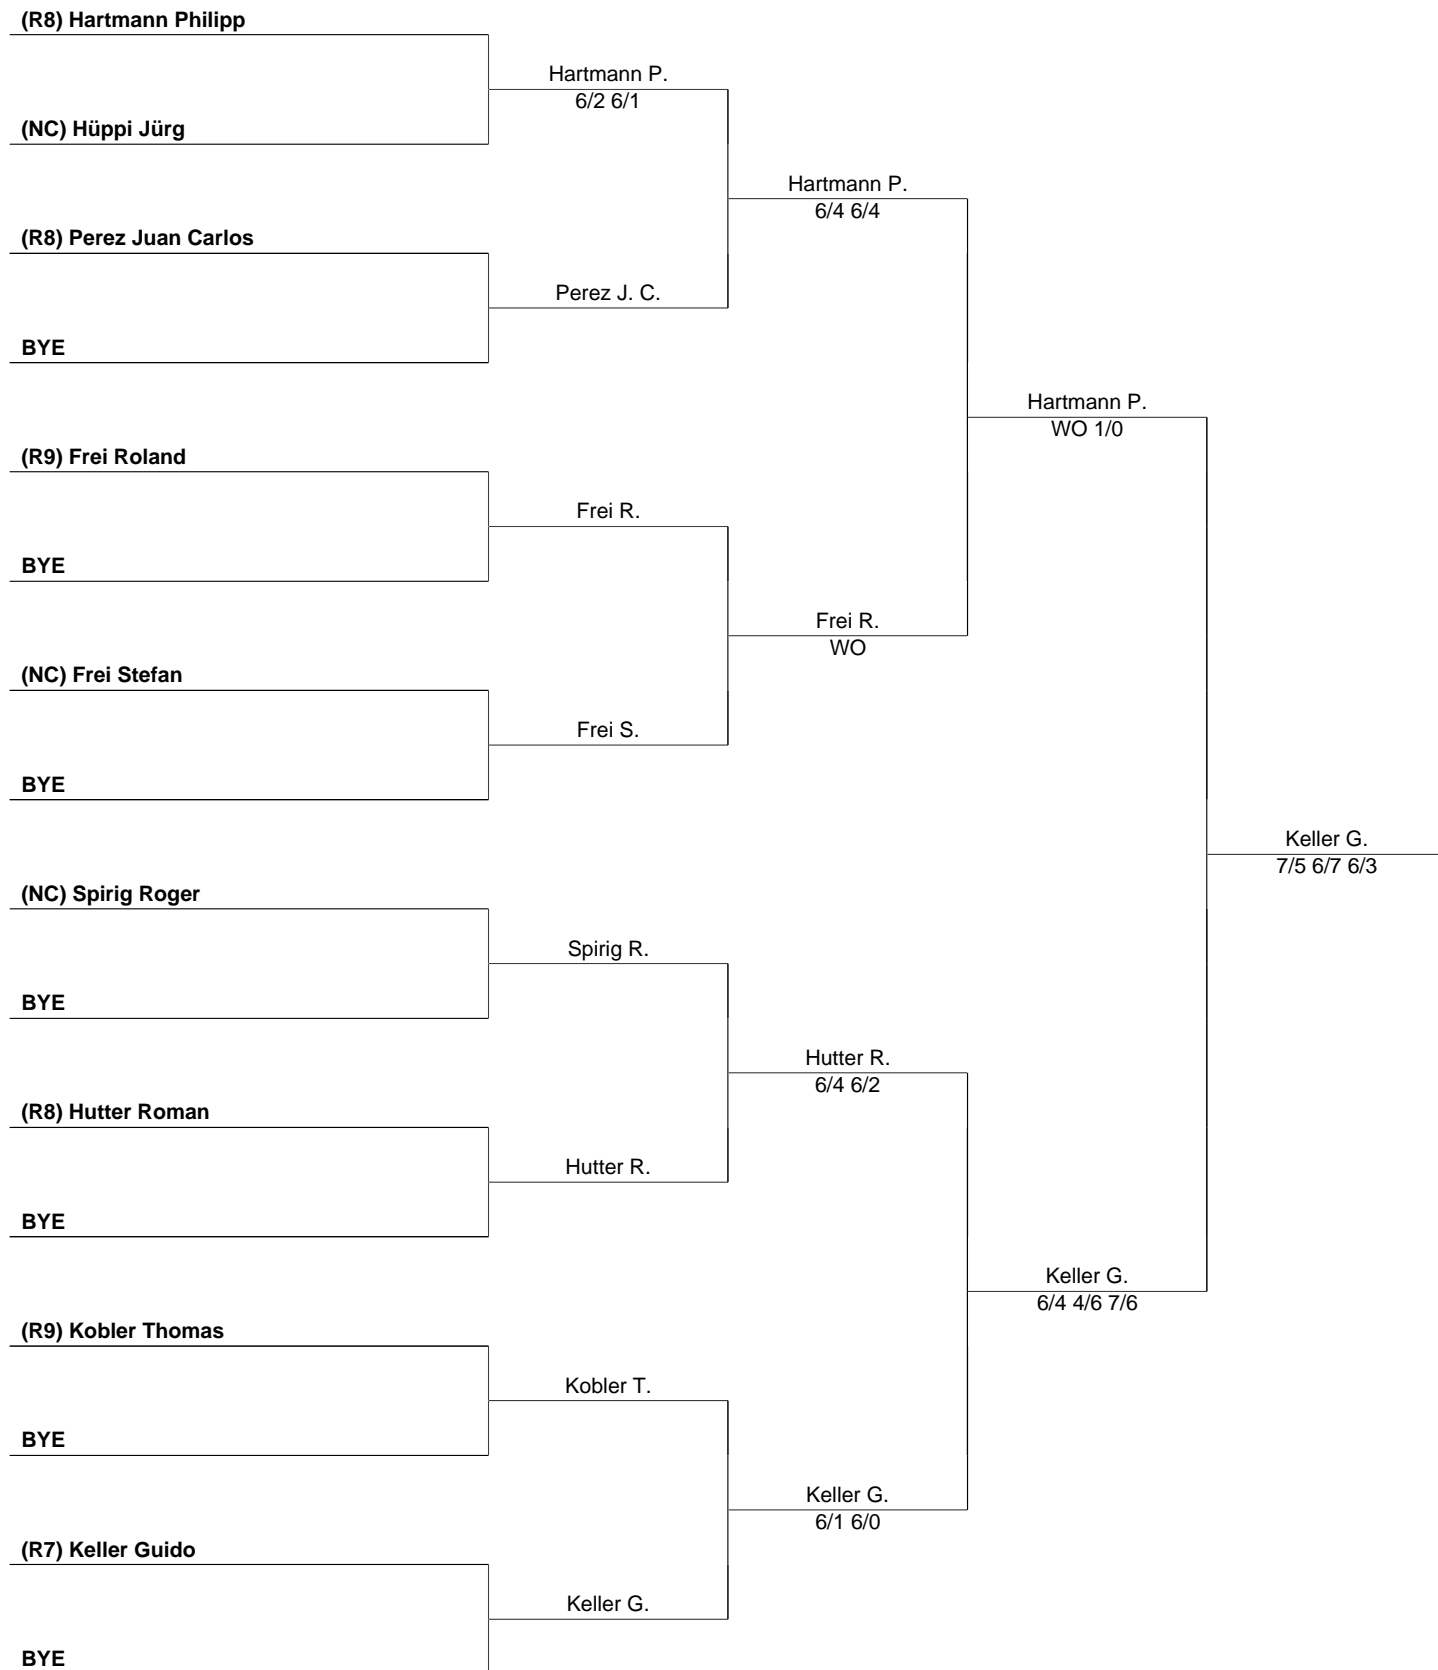 (R8) Hartmann Philipp
Hartmann P.
6/2 6/1
(NC) Hüppi Jürg
Hartmann P.
6/4 6/4
(R8) Perez Juan Carlos
Perez J. C.
BYE
Hartmann P.
WO 1/0
(R9) Frei Roland
Frei R.
BYE
Frei R.
WO
(NC) Frei Stefan
Frei S.
BYE
Keller G.
7/5 6/7 6/3
(NC) Spirig Roger
Spirig R.
BYE
Hutter R.
6/4 6/2
(R8) Hutter Roman
Hutter R.
BYE
Keller G.
6/4 4/6 7/6
(R9) Kobler Thomas
Kobler T.
BYE
Keller G.
6/1 6/0
(R7) Keller Guido
Keller G.
BYE